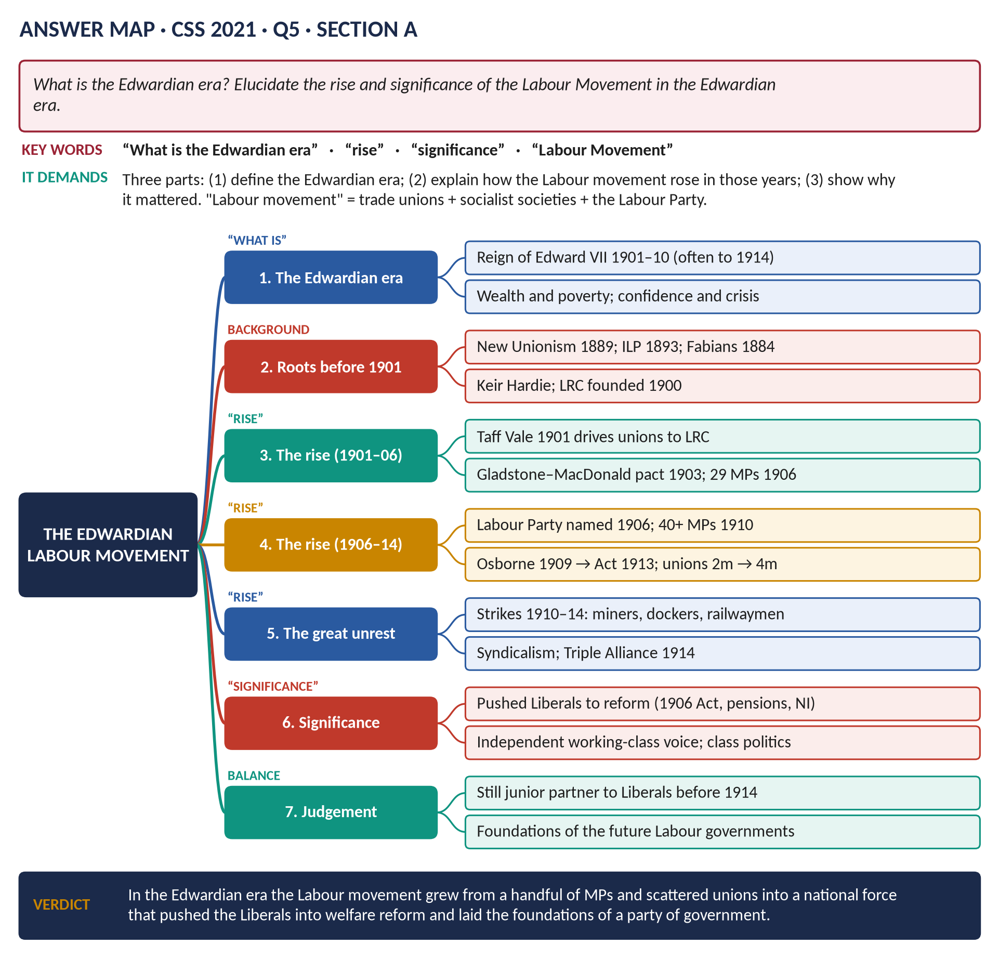 ANSWER MAP · CSS 2021 · Q5 · SECTION A
What is the Edwardian era? Elucidate the rise and significance of the Labour Movement in the Edwardian
era.
KEY WORDS “What is the Edwardian era” · “rise” · “significance” · “Labour Movement”
IT DEMANDS Three parts: (1) define the Edwardian era; (2) explain how the Labour movement rose in those years; (3) show why
it mattered. "Labour movement" = trade unions + socialist societies + the Labour Party.
THE EDWARDIAN
LABOUR MOVEMENT
“WHAT IS”
1. The Edwardian era
Reign of Edward VII 1901–10 (often to 1914)
Wealth and poverty; confidence and crisis
BACKGROUND
2. Roots before 1901
New Unionism 1889; ILP 1893; Fabians 1884
Keir Hardie; LRC founded 1900
“RISE”
3. The rise (1901–06)
Taff Vale 1901 drives unions to LRC
Gladstone–MacDonald pact 1903; 29 MPs 1906
“RISE”
4. The rise (1906–14)
Labour Party named 1906; 40+ MPs 1910
Osborne 1909 → Act 1913; unions 2m → 4m
“RISE”
5. The great unrest
Strikes 1910–14: miners, dockers, railwaymen
Syndicalism; Triple Alliance 1914
“SIGNIFICANCE”
6. Significance
Pushed Liberals to reform (1906 Act, pensions, NI)
Independent working-class voice; class politics
BALANCE
7. Judgement
Still junior partner to Liberals before 1914
Foundations of the future Labour governments
VERDICT
In the Edwardian era the Labour movement grew from a handful of MPs and scattered unions into a national force
that pushed the Liberals into welfare reform and laid the foundations of a party of government.